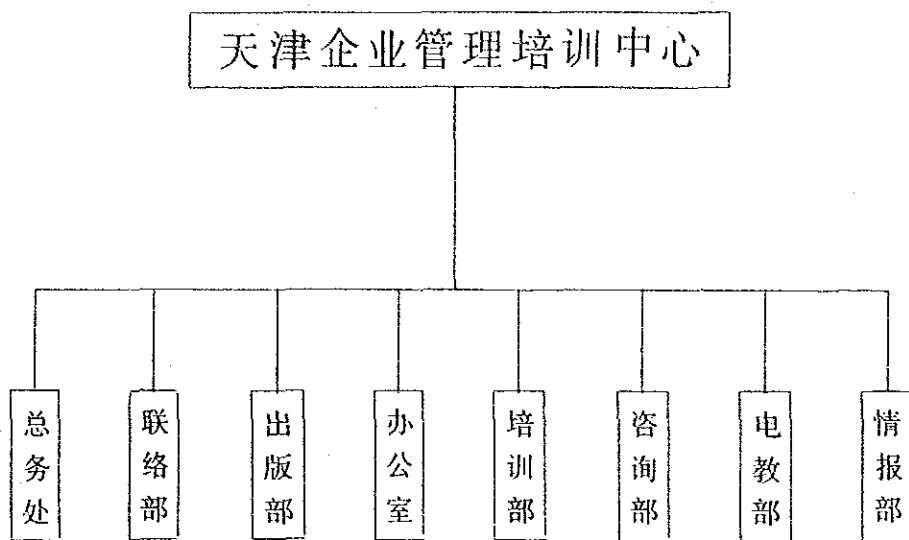 天津企业管理培训中心
总务处
联络部
出版部
办公室
培训部
咨询部
电教部
情报部